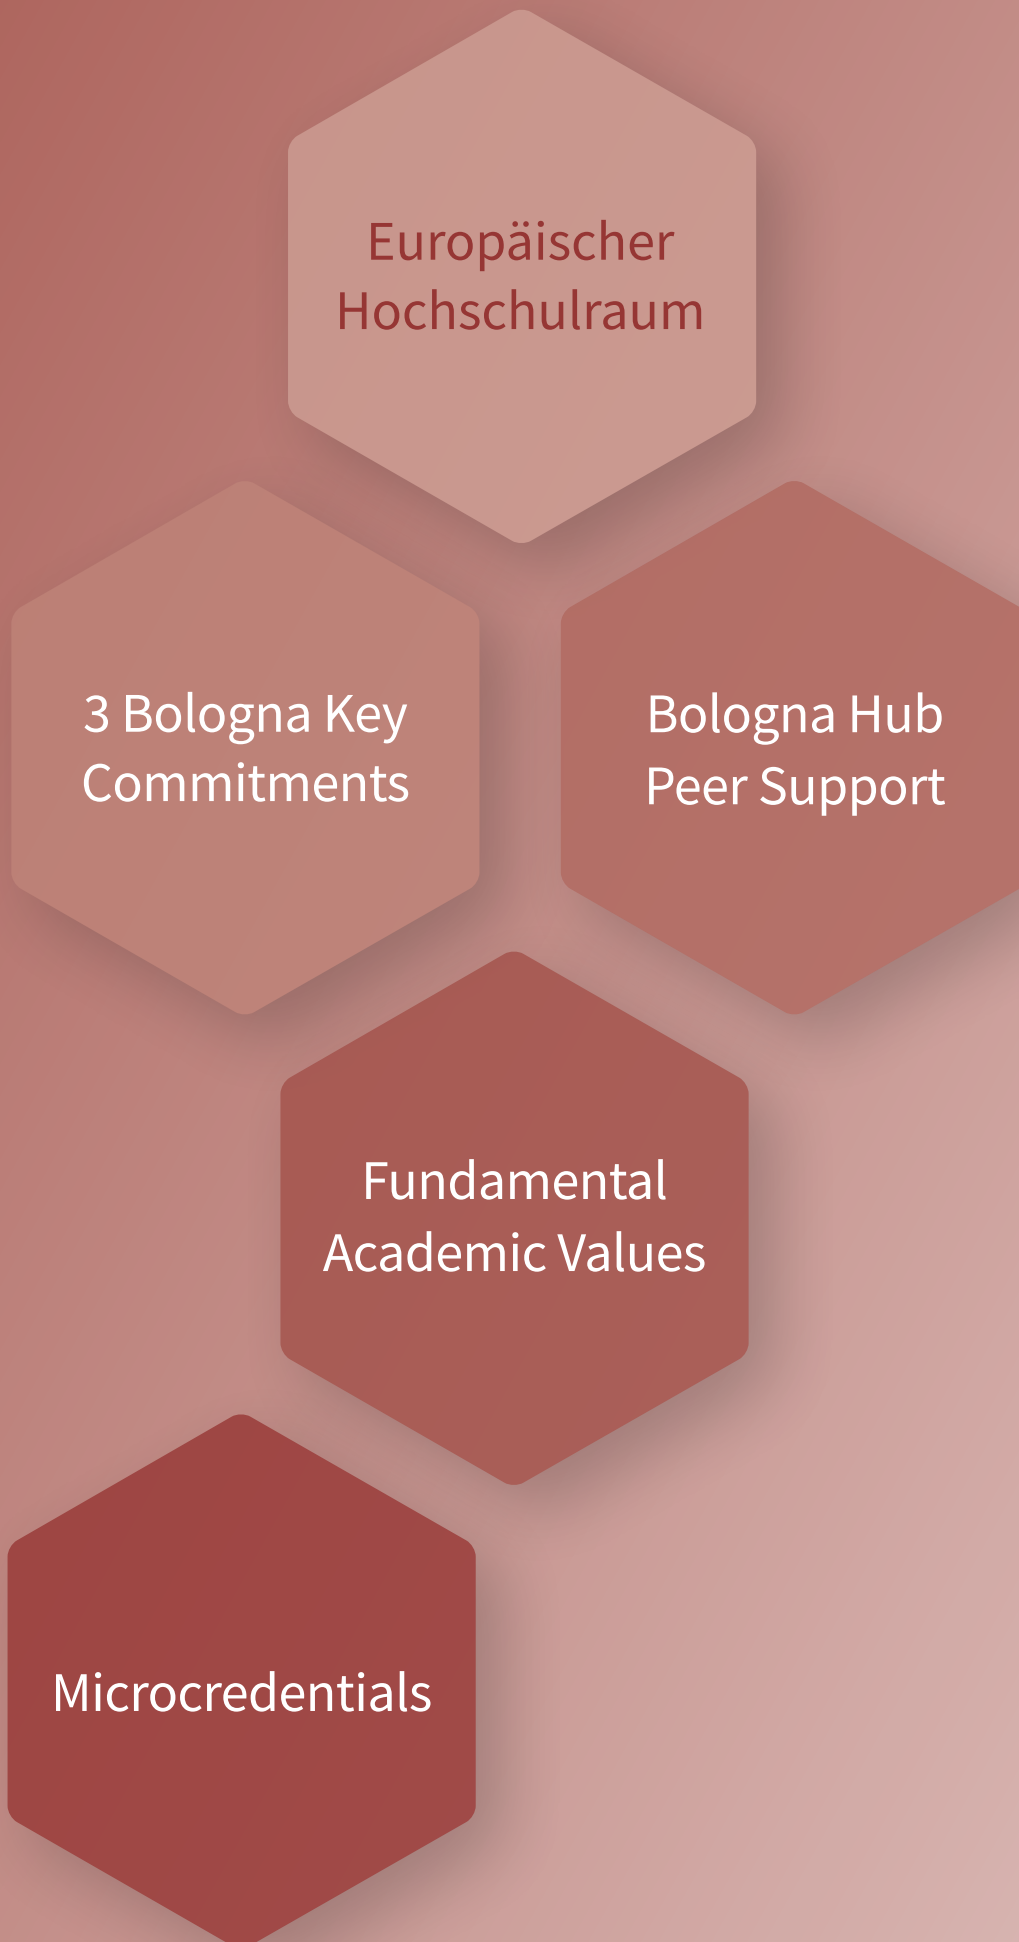 Europäischer
Hochschulraum
3 Bologna Key
Commitments
Bologna Hub
Peer Support
Fundamental
Academic Values
Microcredentials